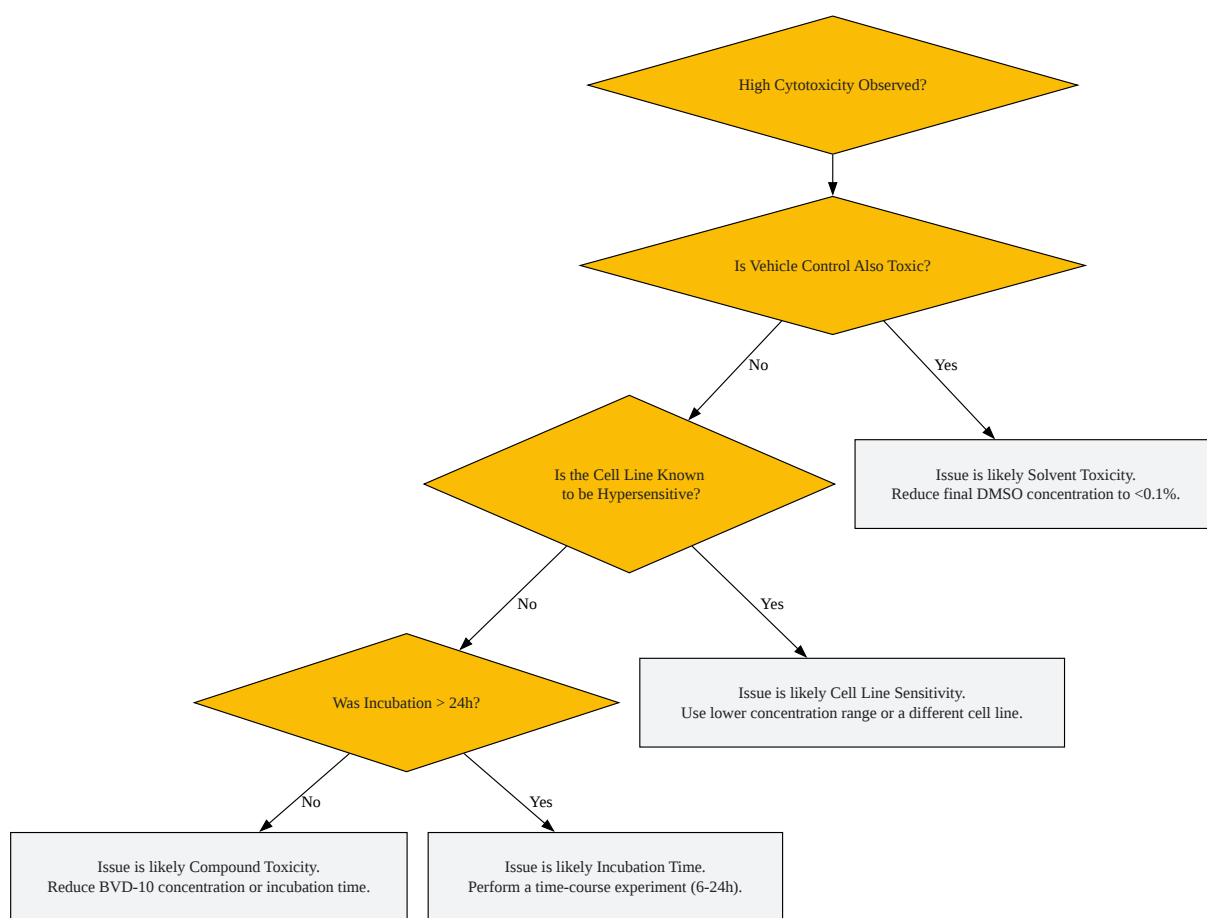 High Cytotoxicity Observed?
Is Vehicle Control Also Toxic?
No
Yes
Is the Cell Line Known
to be Hypersensitive?
Issue is likely Solvent Toxicity.
Reduce final DMSO concentration to <0.1%.
No
Yes
Was Incubation > 24h?
Issue is likely Cell Line Sensitivity.
Use lower concentration range or a different cell line.
No
Yes
Issue is likely Compound Toxicity.
Reduce BVD-10 concentration or incubation time.
Issue is likely Incubation Time.
Perform a time-course experiment (6-24h).